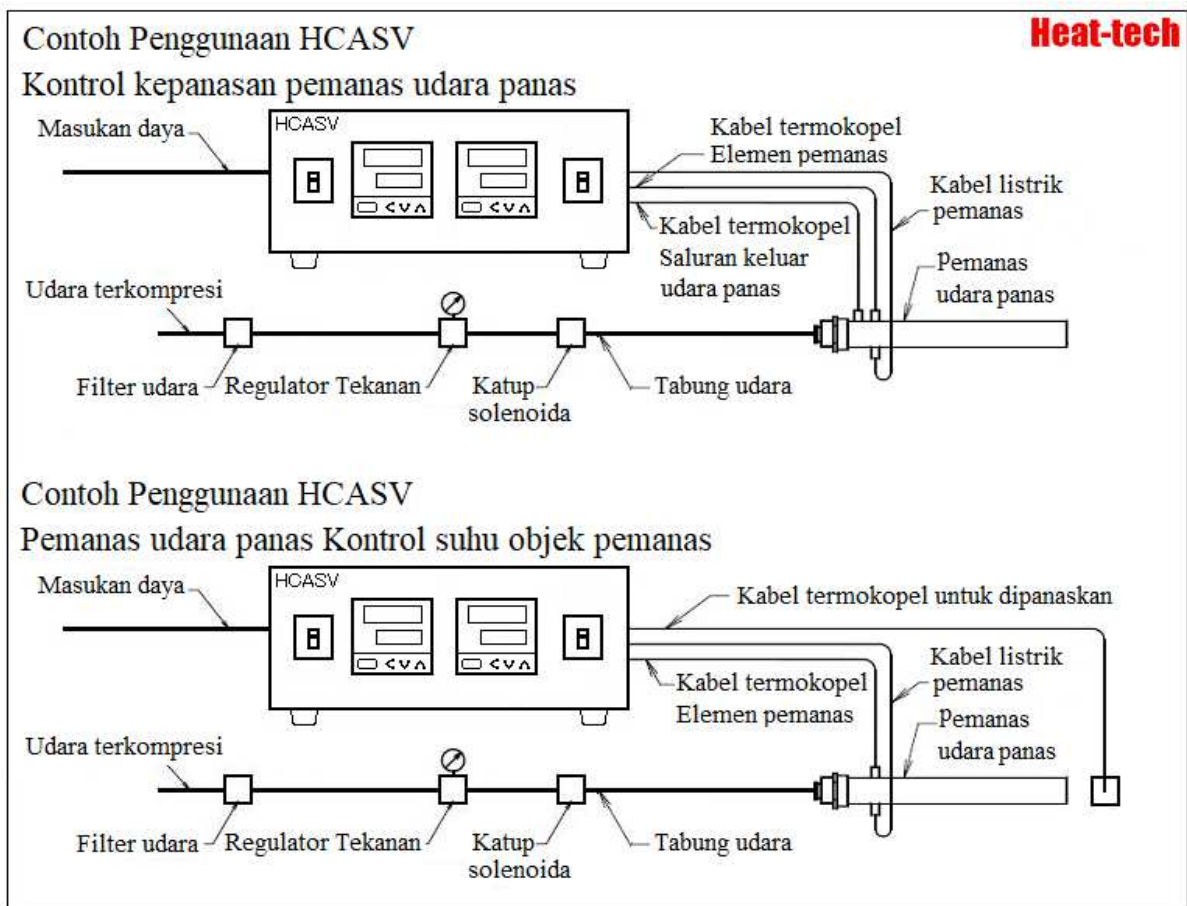 Contoh Penggunaan HCASV
Heat-tech
Kontrol kepanasan pemanas udara panas
Masukan daya
HCASV
Kabel termokopel
Elemen pemanas
Kabel listrik
pemanas
Kabel termokopel
Saluran keluar
udara panas
Pemanas
udara panas
Udara terkompresi
Filter udara
Regulator Tekanan
Katup
solenoida
Tabung udara
Contoh Penggunaan HCASV
Pemanas udara panas Kontrol suhu objek pemanas
Masukan daya
HCASV
Kabel termokopel untuk dipanaskan
Kabel listrik
pemanas
Kabel termokopel
Elemen pemanas
Pemanas
udara panas
Udara terkompresi
Filter udara
Regulator Tekanan
Katup
solenoida
Tabung udara